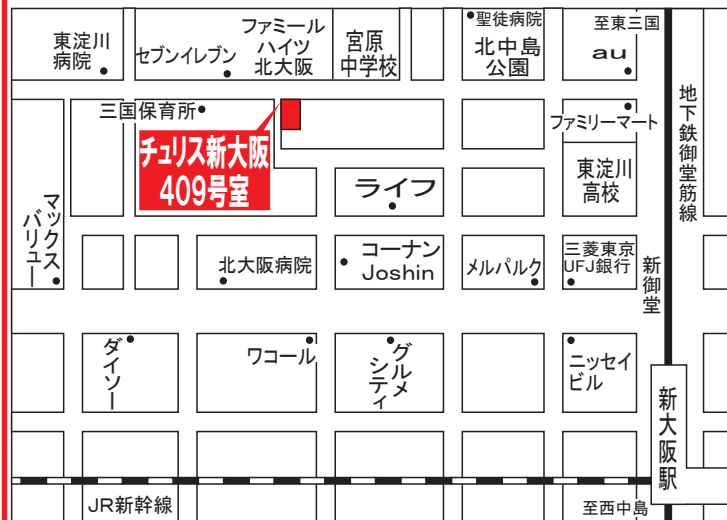 東淀川
病院
セブンイレブン
ファミール
ハイツ
北大阪
宮原
中学校
聖徒病院
北中島
公園
至東三国
au
三国保育所
チュリス新大阪
409号室
ファミリーマート
東淀川
高校
地下鉄御堂筋線
マックス
バリュー
ライフ
北大阪病院
コーナン
Joshin
メルパルク
三菱東京
UFJ銀行
新御堂
ダイソー
ワコール
グルメ
シティ
ニッセイ
ビル
新大阪駅
JR新幹線
至西中島